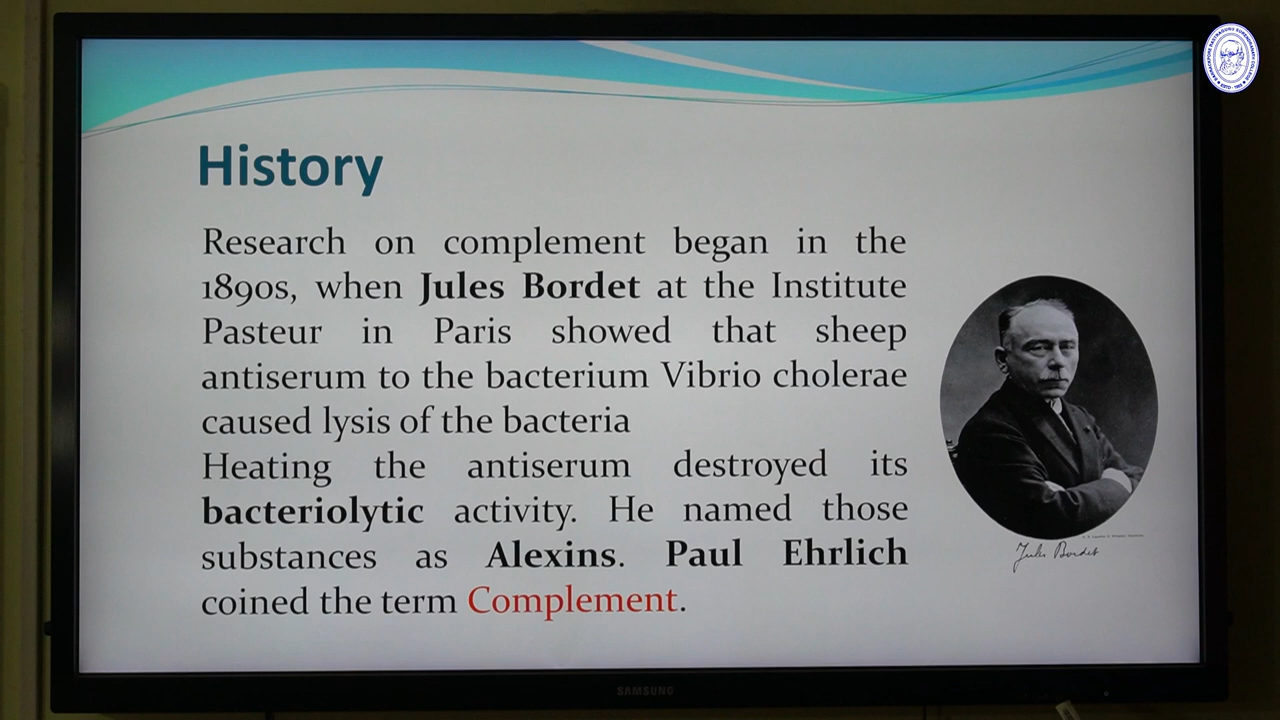 History
Research on complement began in the
1890s, when Jules Bordet at the Institute
Pasteur in Paris showed that sheep
antiserum to the bacterium Vibrio cholerae
caused lysis of the bacteria
Heating the antiserum destroyed its
bacteriolytic activity. He named those
substances as Alexins. Paul Ehrlich
coined the term Complement.
Jules Bordet
SAMSUNG